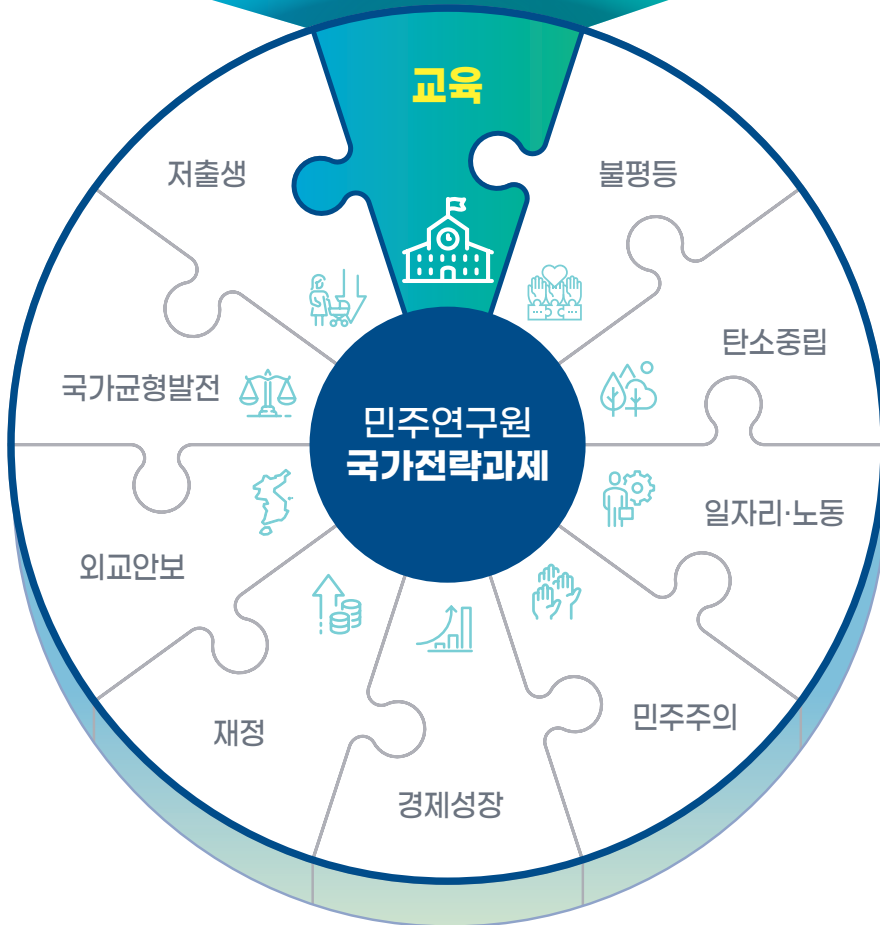 교육
저출생
불평등
탄소중립
국가균형발전
민주연구원
국가전략과제
일자리·노동
외교안보
민주주의
재정
경제성장